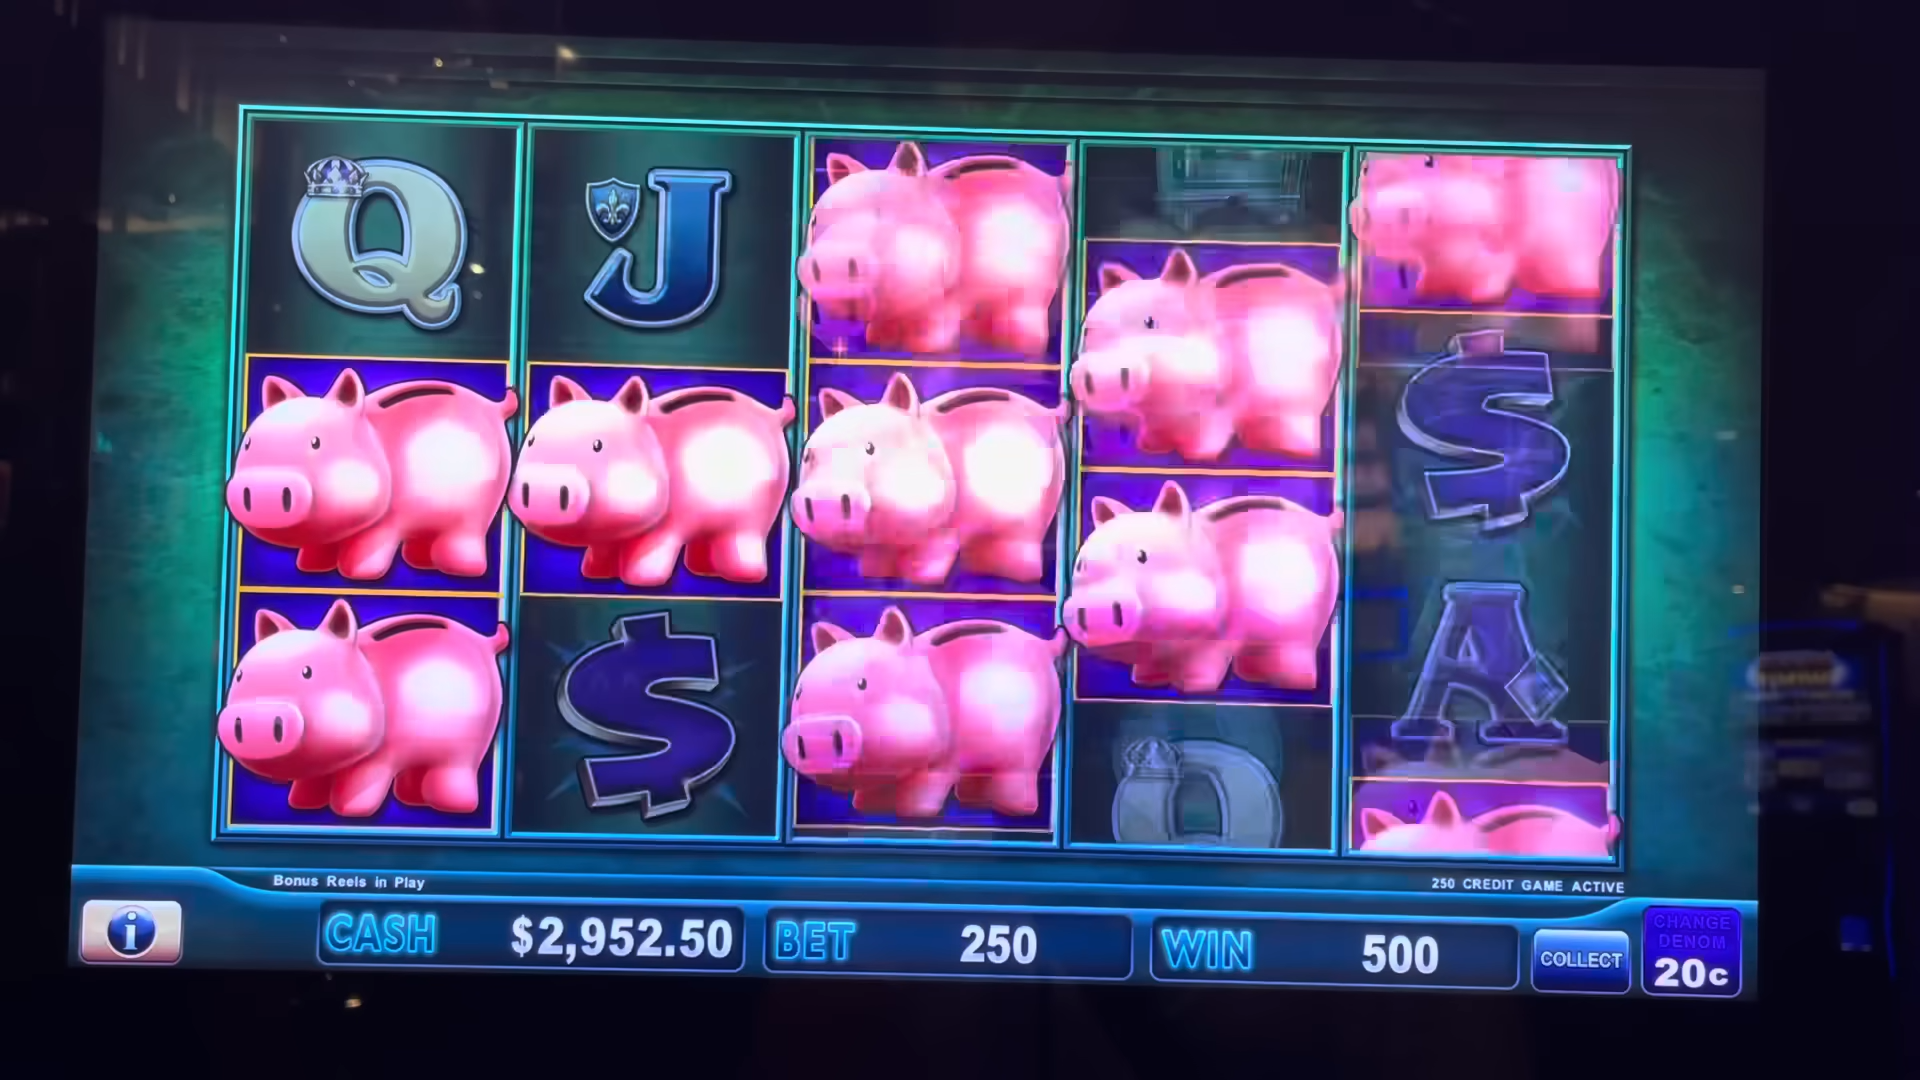 Q J
$
$ A
Q
Bonus Reels in Play
250 CREDIT GAME ACTIVE
i CASH $2,952.50 BET 250 WIN 500 COLLECT
CHANGE
DENOM
20c